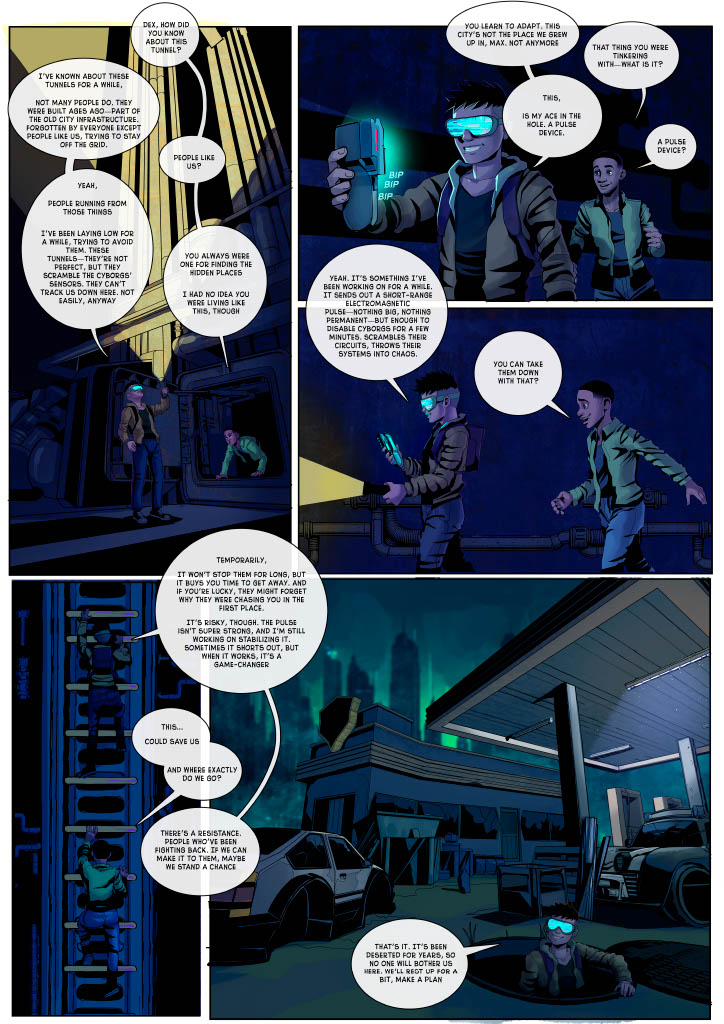 DEX, HOW DID
YOU KNOW
ABOUT THIS
TUNNEL?
I'VE KNOWN ABOUT THESE
TUNNELS FOR A WHILE,
NOT MANY PEOPLE DO. THEY
WERE BUILT AGES AGO—PART OF
THE OLD CITY INFRASTRUCTURE.
FORGOTTEN BY EVERYONE EXCEPT
PEOPLE LIKE US, TRYING TO STAY
OFF THE GRID.
PEOPLE LIKE
US?
YEAH,
PEOPLE RUNNING FROM
THOSE THINGS
I'VE BEEN LAYING LOW FOR
A WHILE, TRYING TO AVOID
THEM. THESE
TUNNELS—THEY'RE NOT
PERFECT, BUT THEY
SCRAMBLE THE CYBORGS'
SENSORS. THEY CAN'T
TRACK US DOWN HERE. NOT
EASILY, ANYWAY
YOU ALWAYS WERE
ONE FOR FINDING THE
HIDDEN PLACES
I HAD NO IDEA YOU
WERE LIVING LIKE
THIS, THOUGH
YOU LEARN TO ADAPT. THIS
CITY'S NOT THE PLACE WE GREW
UP IN, MAX. NOT ANYMORE
THAT THING YOU WERE
TINKERING
WITH—WHAT IS IT?
THIS,
IS MY ACE IN THE
HOLE. A PULSE
DEVICE.
A PULSE
DEVICE?
BIP
BIP
BIP
YEAH. IT'S SOMETHING I'VE
BEEN WORKING ON FOR A WHILE.
IT SENDS OUT A SHORT-RANGE
ELECTROMAGNETIC
PULSE—NOTHING BIG, NOTHING
PERMANENT—BUT ENOUGH TO
DISABLE CYBORGS FOR A FEW
MINUTES. SCRAMBLES THEIR
CIRCUITS, THROWS THEIR
SYSTEMS INTO CHAOS.
YOU CAN TAKE
THEM DOWN
WITH THAT?
TEMPORARILY,
IT WON'T STOP THEM FOR LONG, BUT
IT BUYS YOU TIME TO GET AWAY. AND
IF YOU'RE LUCKY, THEY MIGHT FORGET
WHY THEY WERE CHASING YOU IN THE
FIRST PLACE.
IT'S RISKY, THOUGH. THE PULSE
ISN'T SUPER STRONG, AND I'M STILL
WORKING ON STABILIZING IT.
SOMETIMES IT SHORTS OUT, BUT
WHEN IT WORKS, IT'S A
GAME-CHANGER
THIS...
COULD SAVE US
AND WHERE EXACTLY
DO WE GO?
THERE'S A RESISTANCE.
PEOPLE WHO'VE BEEN
FIGHTING BACK. IF WE CAN
MAKE IT TO THEM, MAYBE
WE STAND A CHANCE
THAT'S IT. IT'S BEEN
DESERTED FOR YEARS, SO
NO ONE WILL BOTHER US
HERE. WE'LL REST UP FOR A
BIT, MAKE A PLAN